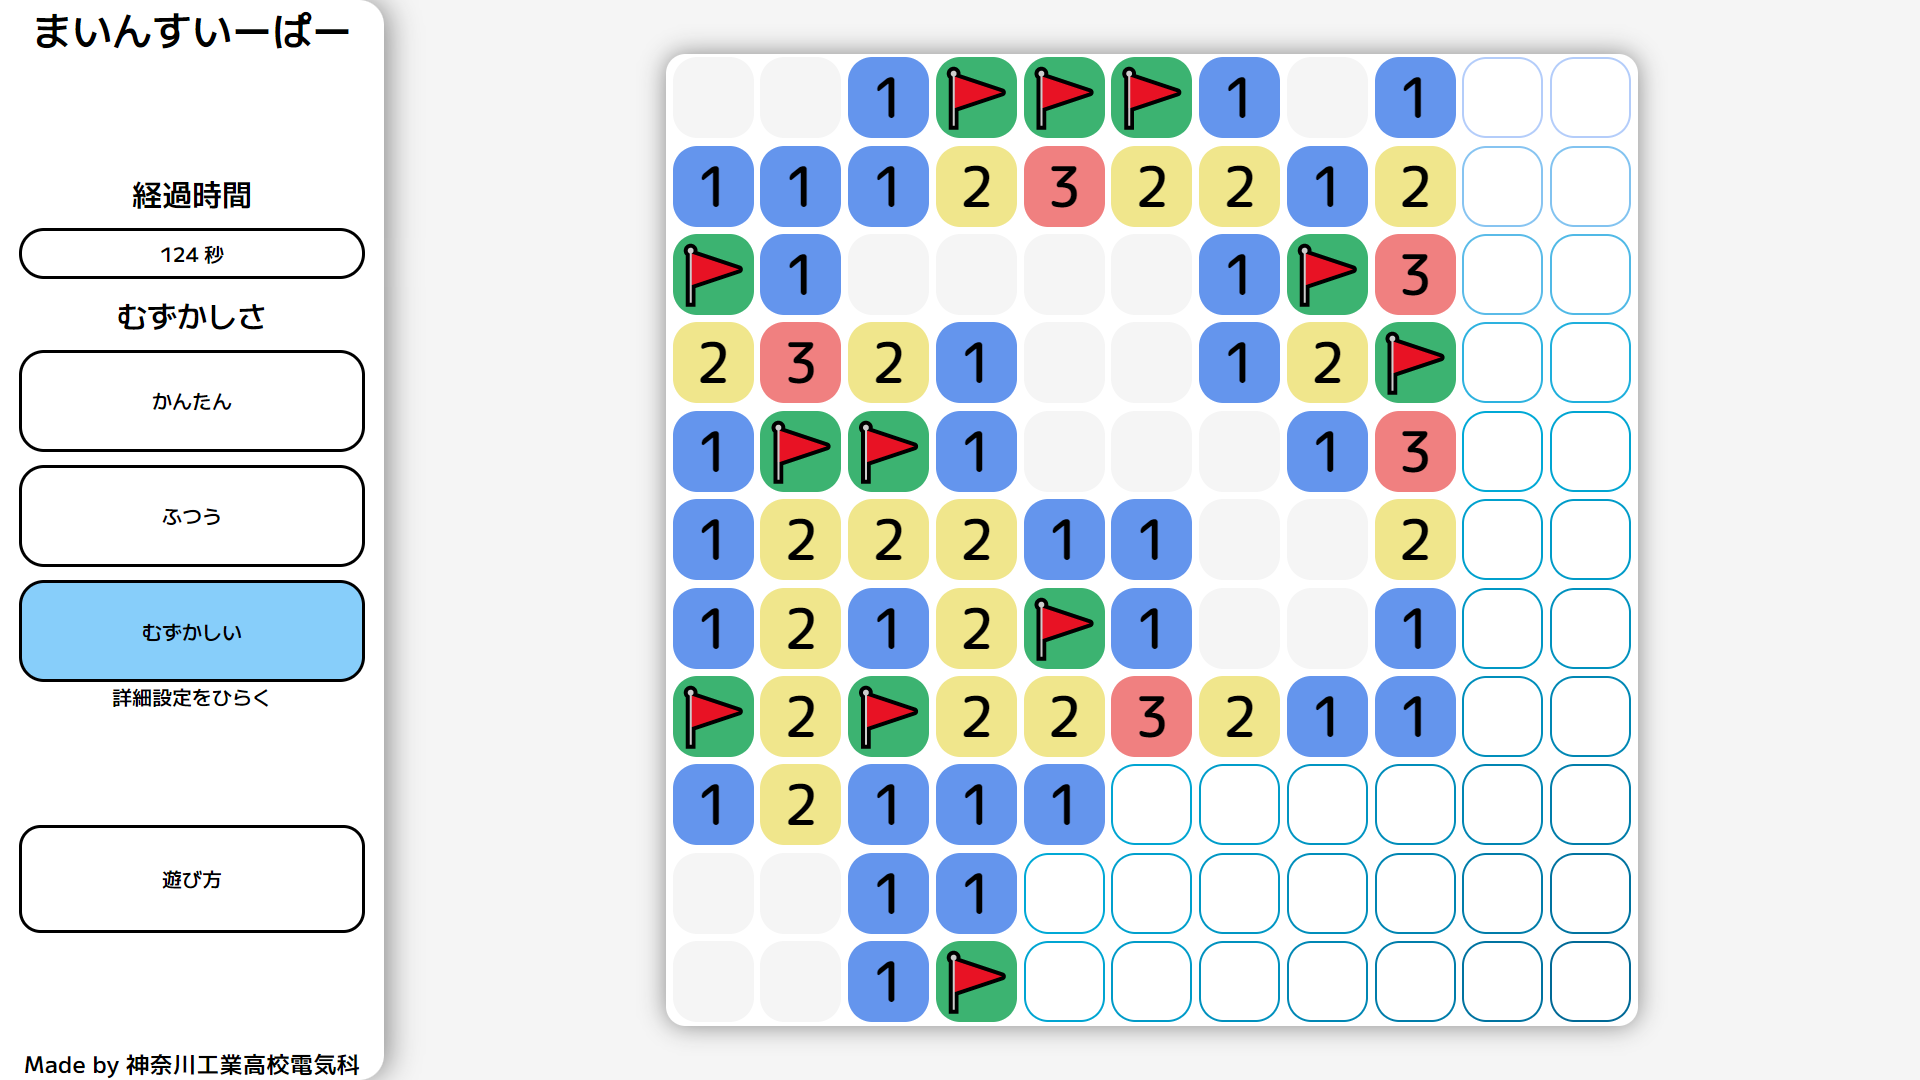 まいんすいーぱー
経過時間
124 秒
むずかしさ
かんたん
ふつう
むずかしい
詳細設定をひらく
遊び方
Made by 神奈川工業高校電気科
1 1 1
1 1 1 2 3 2 2 1 2
1 1 3
2 3 2 1 1 2
1 1 1 3
1 2 2 2 1 1 2
1 2 1 2 1 1
2 2 2 3 2 1 1
1 2 1 1 1
1 1
1